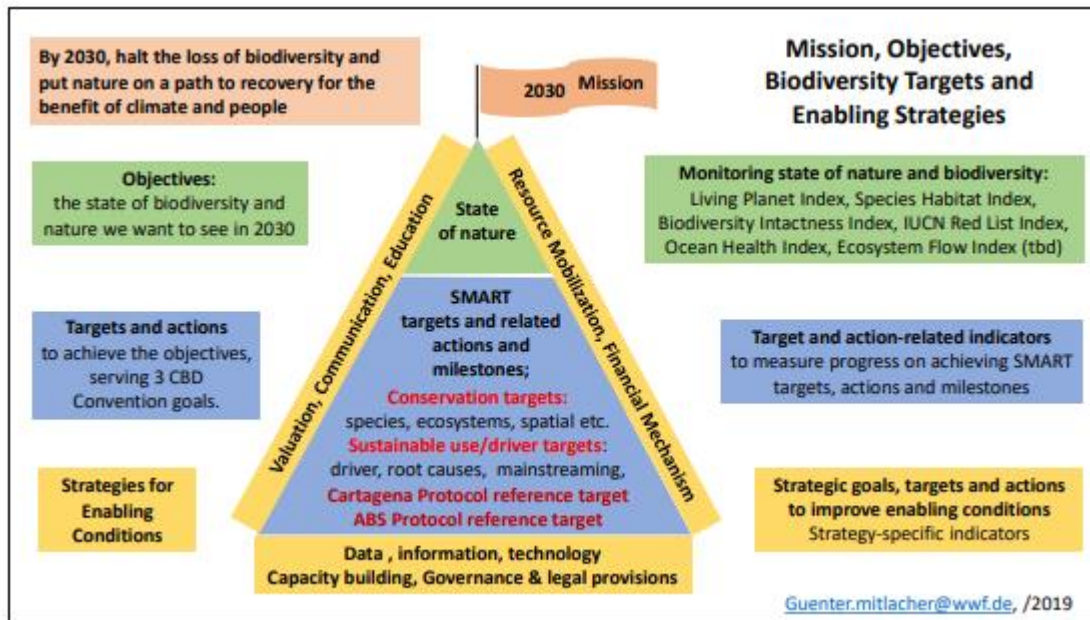 By 2030, halt the loss of biodiversity and
put nature on a path to recovery for the
benefit of climate and people
2030 Mission
Mission, Objectives,
Biodiversity Targets and
Enabling Strategies
Objectives:
the state of biodiversity and
nature we want to see in 2030
Valuation, Communication, Education
State
of nature
Resource Mobilization, Financial Mechanism
Monitoring state of nature and biodiversity:
Living Planet Index, Species Habitat Index,
Biodiversity Intactness Index, IUCN Red List Index,
Ocean Health Index, Ecosystem Flow Index (tbd)
Targets and actions
to achieve the objectives,
serving 3 CBD
Convention goals.
SMART
targets and related
actions and
milestones;
Conservation targets:
species, ecosystems, spatial etc.
Sustainable use/driver targets:
driver, root causes, mainstreaming,
Cartagena Protocol reference target
ABS Protocol reference target
Target and action-related indicators
to measure progress on achieving SMART
targets, actions and milestones
Strategies for
Enabling
Conditions
Data , information, technology
Capacity building, Governance & legal provisions
Strategic goals, targets and actions
to improve enabling conditions
Strategy-specific indicators
Guenter.mitlacher@wwf.de, /2019